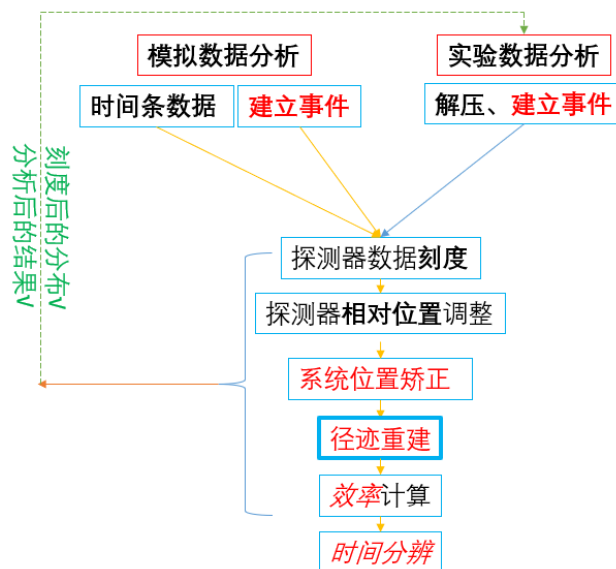 模拟数据分析
实验数据分析
时间条数据
建立事件
解压、建立事件
刻度后的分布√
分析后的结果√
探测器数据刻度
探测器相对位置调整
系统位置矫正
径迹重建
效率计算
时间分辨